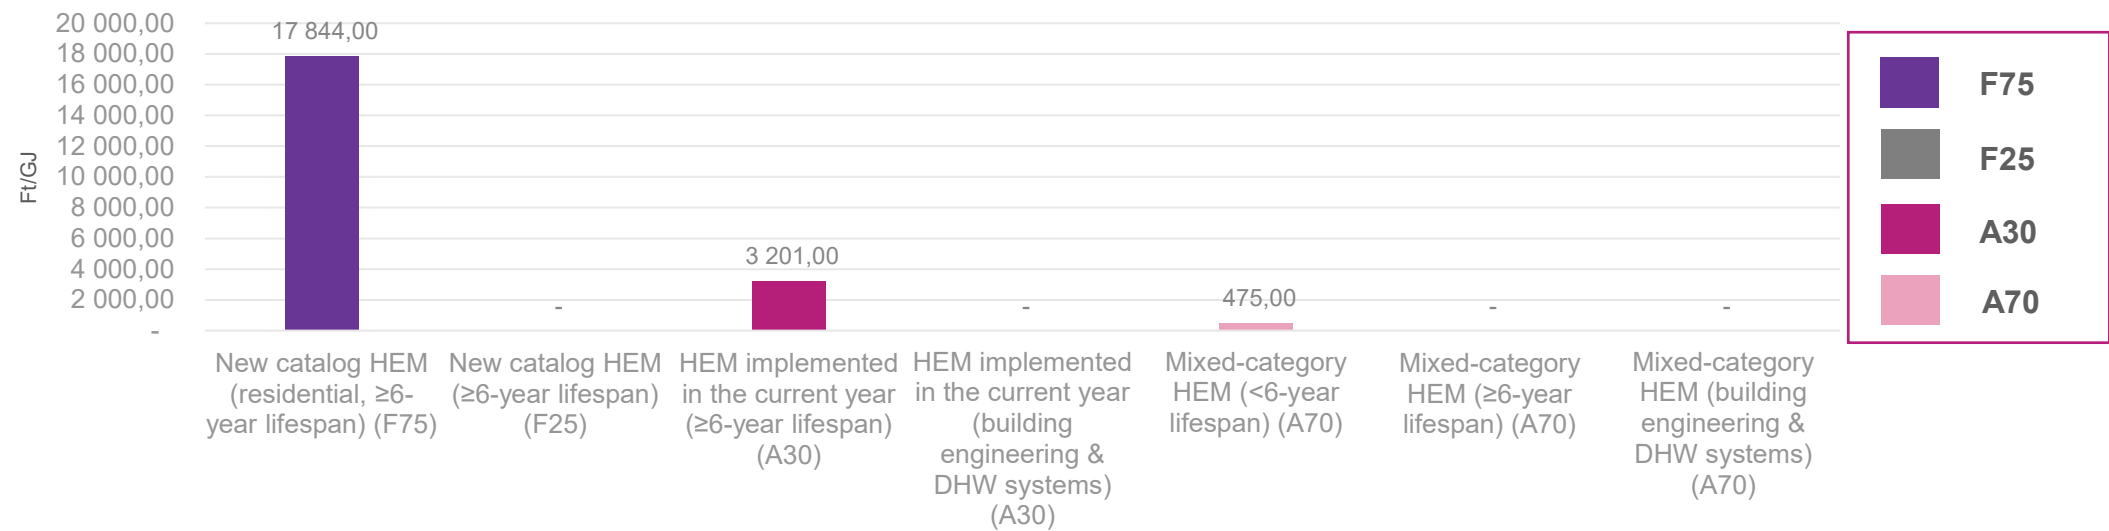 20 000,00
18 000,00
16 000,00
14 000,00
12 000,00
10 000,00
8 000,00
6 000,00
4 000,00
2 000,00
-
Ft/GJ
17 844,00
-
3 201,00
-
475,00
-
-
New catalog HEM
(residential, ≥6-
year lifespan) (F75)
New catalog HEM
(≥6-year lifespan)
(F25)
HEM implemented
in the current year
(≥6-year lifespan)
(A30)
HEM implemented
in the current year
(building
engineering &
DHW systems)
(A30)
Mixed-category
HEM (<6-year
lifespan) (A70)
Mixed-category
HEM (≥6-year
lifespan) (A70)
Mixed-category
HEM (building
engineering &
DHW systems)
(A70)
F75
F25
A30
A70